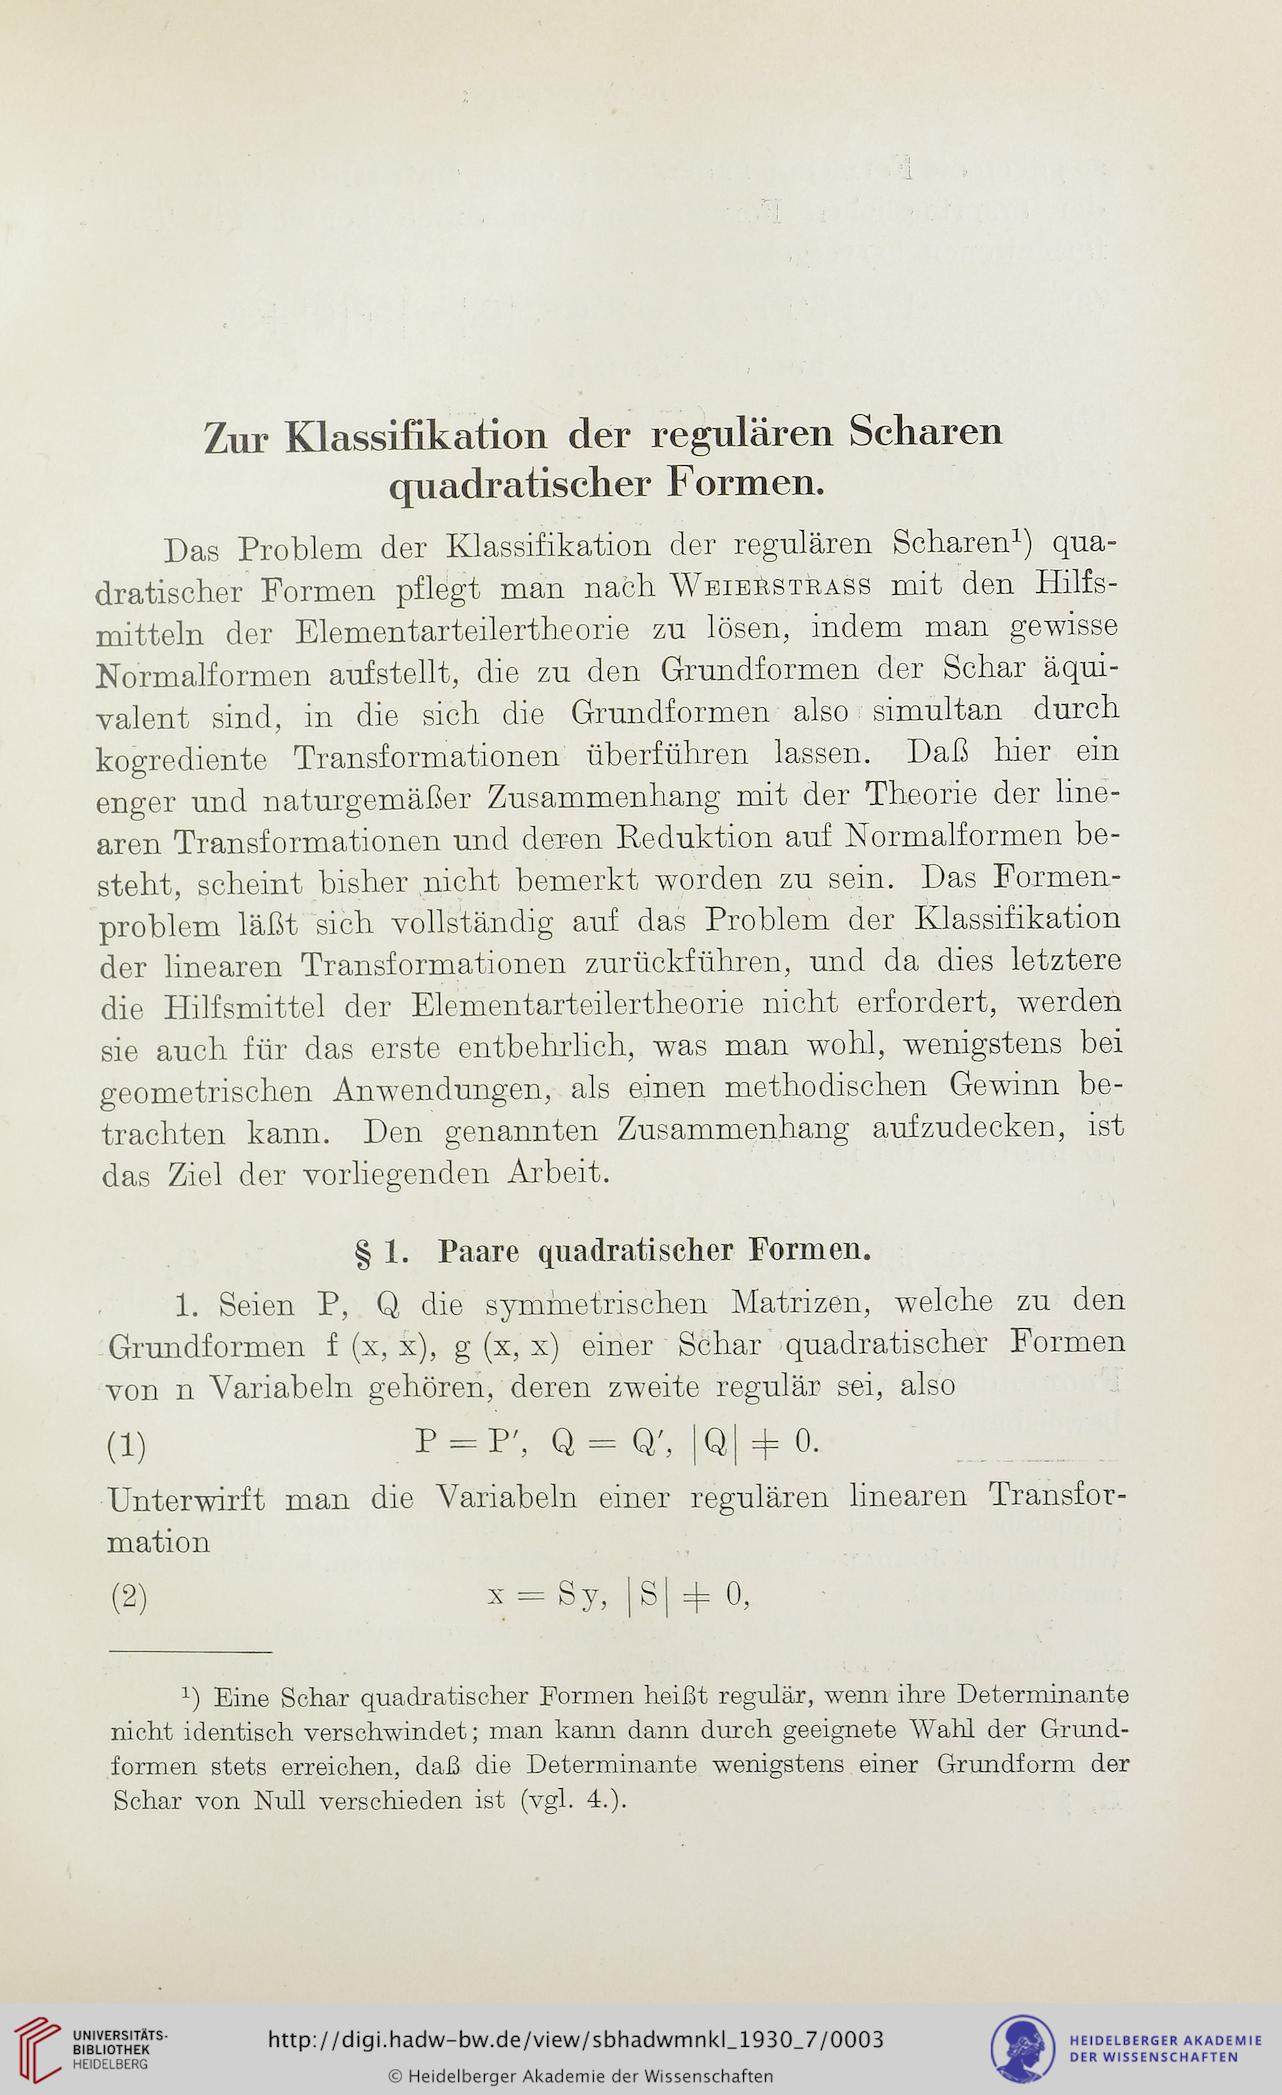 Zur Klassifikation der regulären Scharen
quadratischer Formen.
Das Problem der Klassifikation der regulären Scharen¹) qua-
dratischer Formen pflegt man nach WEIERSTRASS mit den Hilfs-
mitteln der Elementarteilertheorie zu lösen, indem man gewisse
Normalformen aufstellt, die zu den Grundformen der Schar äqui-
valent sind, in die sich die Grundformen also simultan durch
kogrediente Transformationen überführen lassen. Daß hier ein
enger und naturgemäßer Zusammenhang mit der Theorie der line-
aren Transformationen und deren Reduktion auf Normalformen be-
steht, scheint bisher nicht bemerkt worden zu sein. Das Formen-
problem läßt sich vollständig auf das Problem der Klassifikation
der linearen Transformationen zurückführen, und da dies letztere
die Hilfsmittel der Elementarteilertheorie nicht erfordert, werden
sie auch für das erste entbehrlich, was man wohl, wenigstens bei
geometrischen Anwendungen, als einen methodischen Gewinn be-
trachten kann. Den genannten Zusammenhang aufzudecken, ist
das Ziel der vorliegenden Arbeit.
§ 1. Paare quadratischer Formen.
1. Seien P, Q die symmetrischen Matrizen, welche zu den
Grundformen f (x, x), g (x, x) einer Schar quadratischer Formen
von n Variabeln gehören, deren zweite regulär sei, also
(1) P = P′, Q = Q′, |Q| ≠ 0.
Unterwirft man die Variabeln einer regulären linearen Transfor-
mation
(2) x = Sy, |S| ≠ 0,
¹) Eine Schar quadratischer Formen heißt regulär, wenn ihre Determinante
nicht identisch verschwindet; man kann dann durch geeignete Wahl der Grund-
formen stets erreichen, daß die Determinante wenigstens einer Grundform der
Schar von Null verschieden ist (vgl. 4.).
UNIVERSITÄTS-
BIBLIOTHEK
HEIDELBERG
http://digi.hadw-bw.de/view/sbhadwmnkl_1930_7/0003
© Heidelberger Akademie der Wissenschaften
HEIDELBERGER AKADEMIE
DER WISSENSCHAFTEN